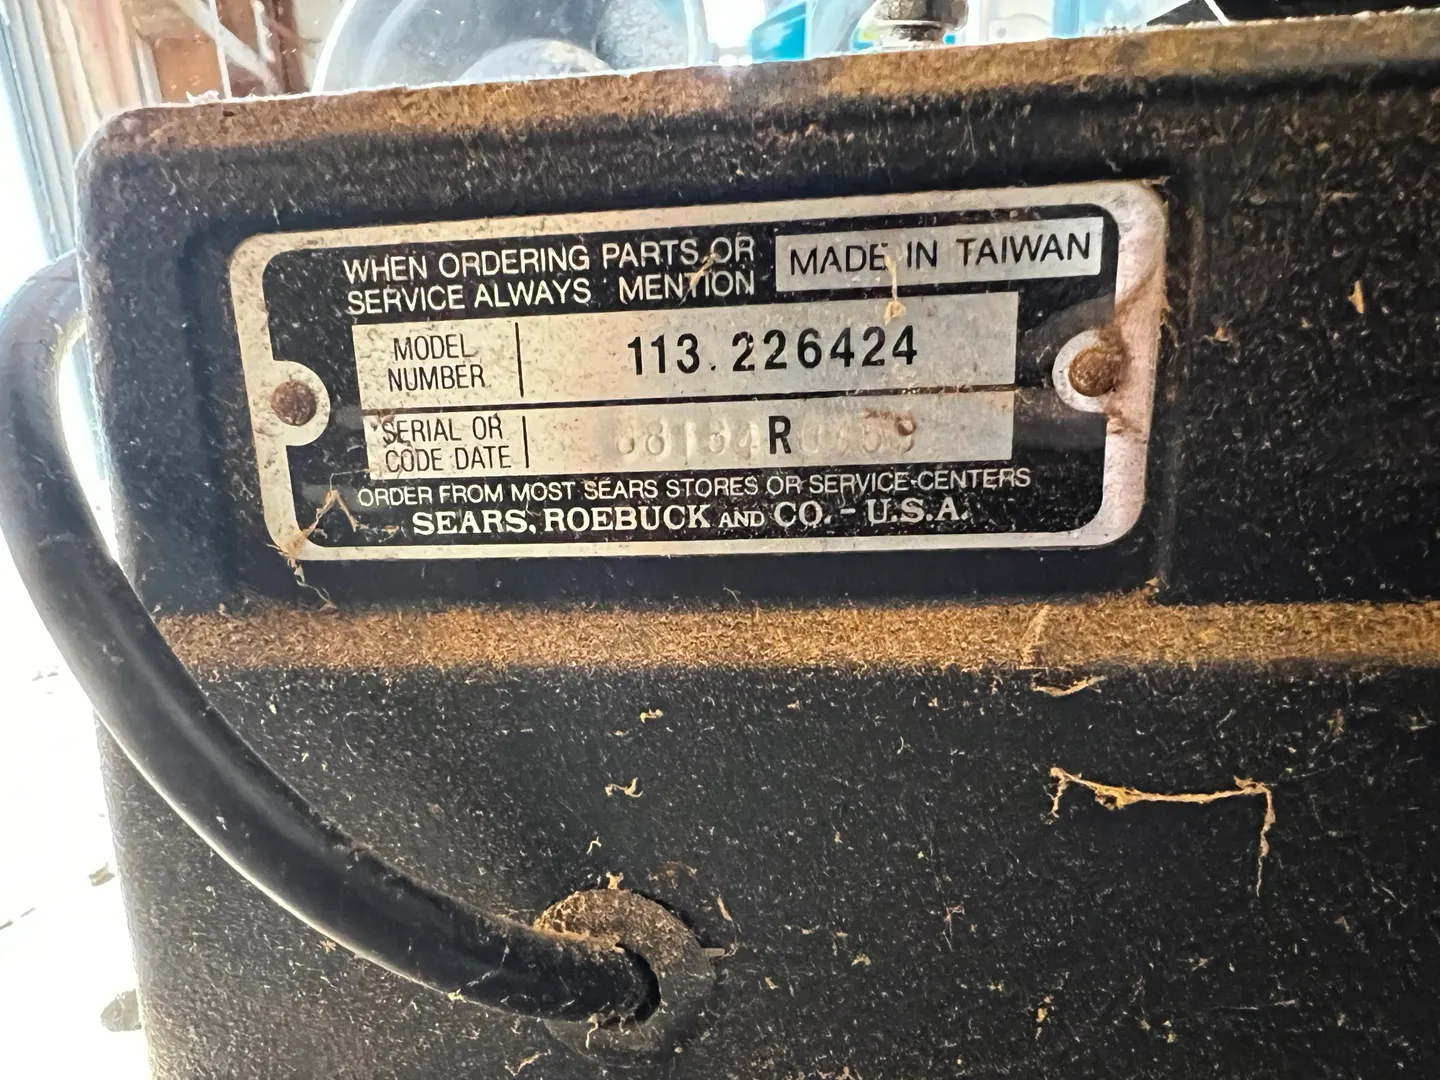 WHEN ORDERING PARTS OR
SERVICE ALWAYS MENTION
MADE IN TAIWAN
MODEL
NUMBER
113.226424
SERIAL OR
CODE DATE
R
ORDER FROM MOST SEARS STORES OR SERVICE CENTERS
SEARS, ROEBUCK AND CO. - U.S.A.